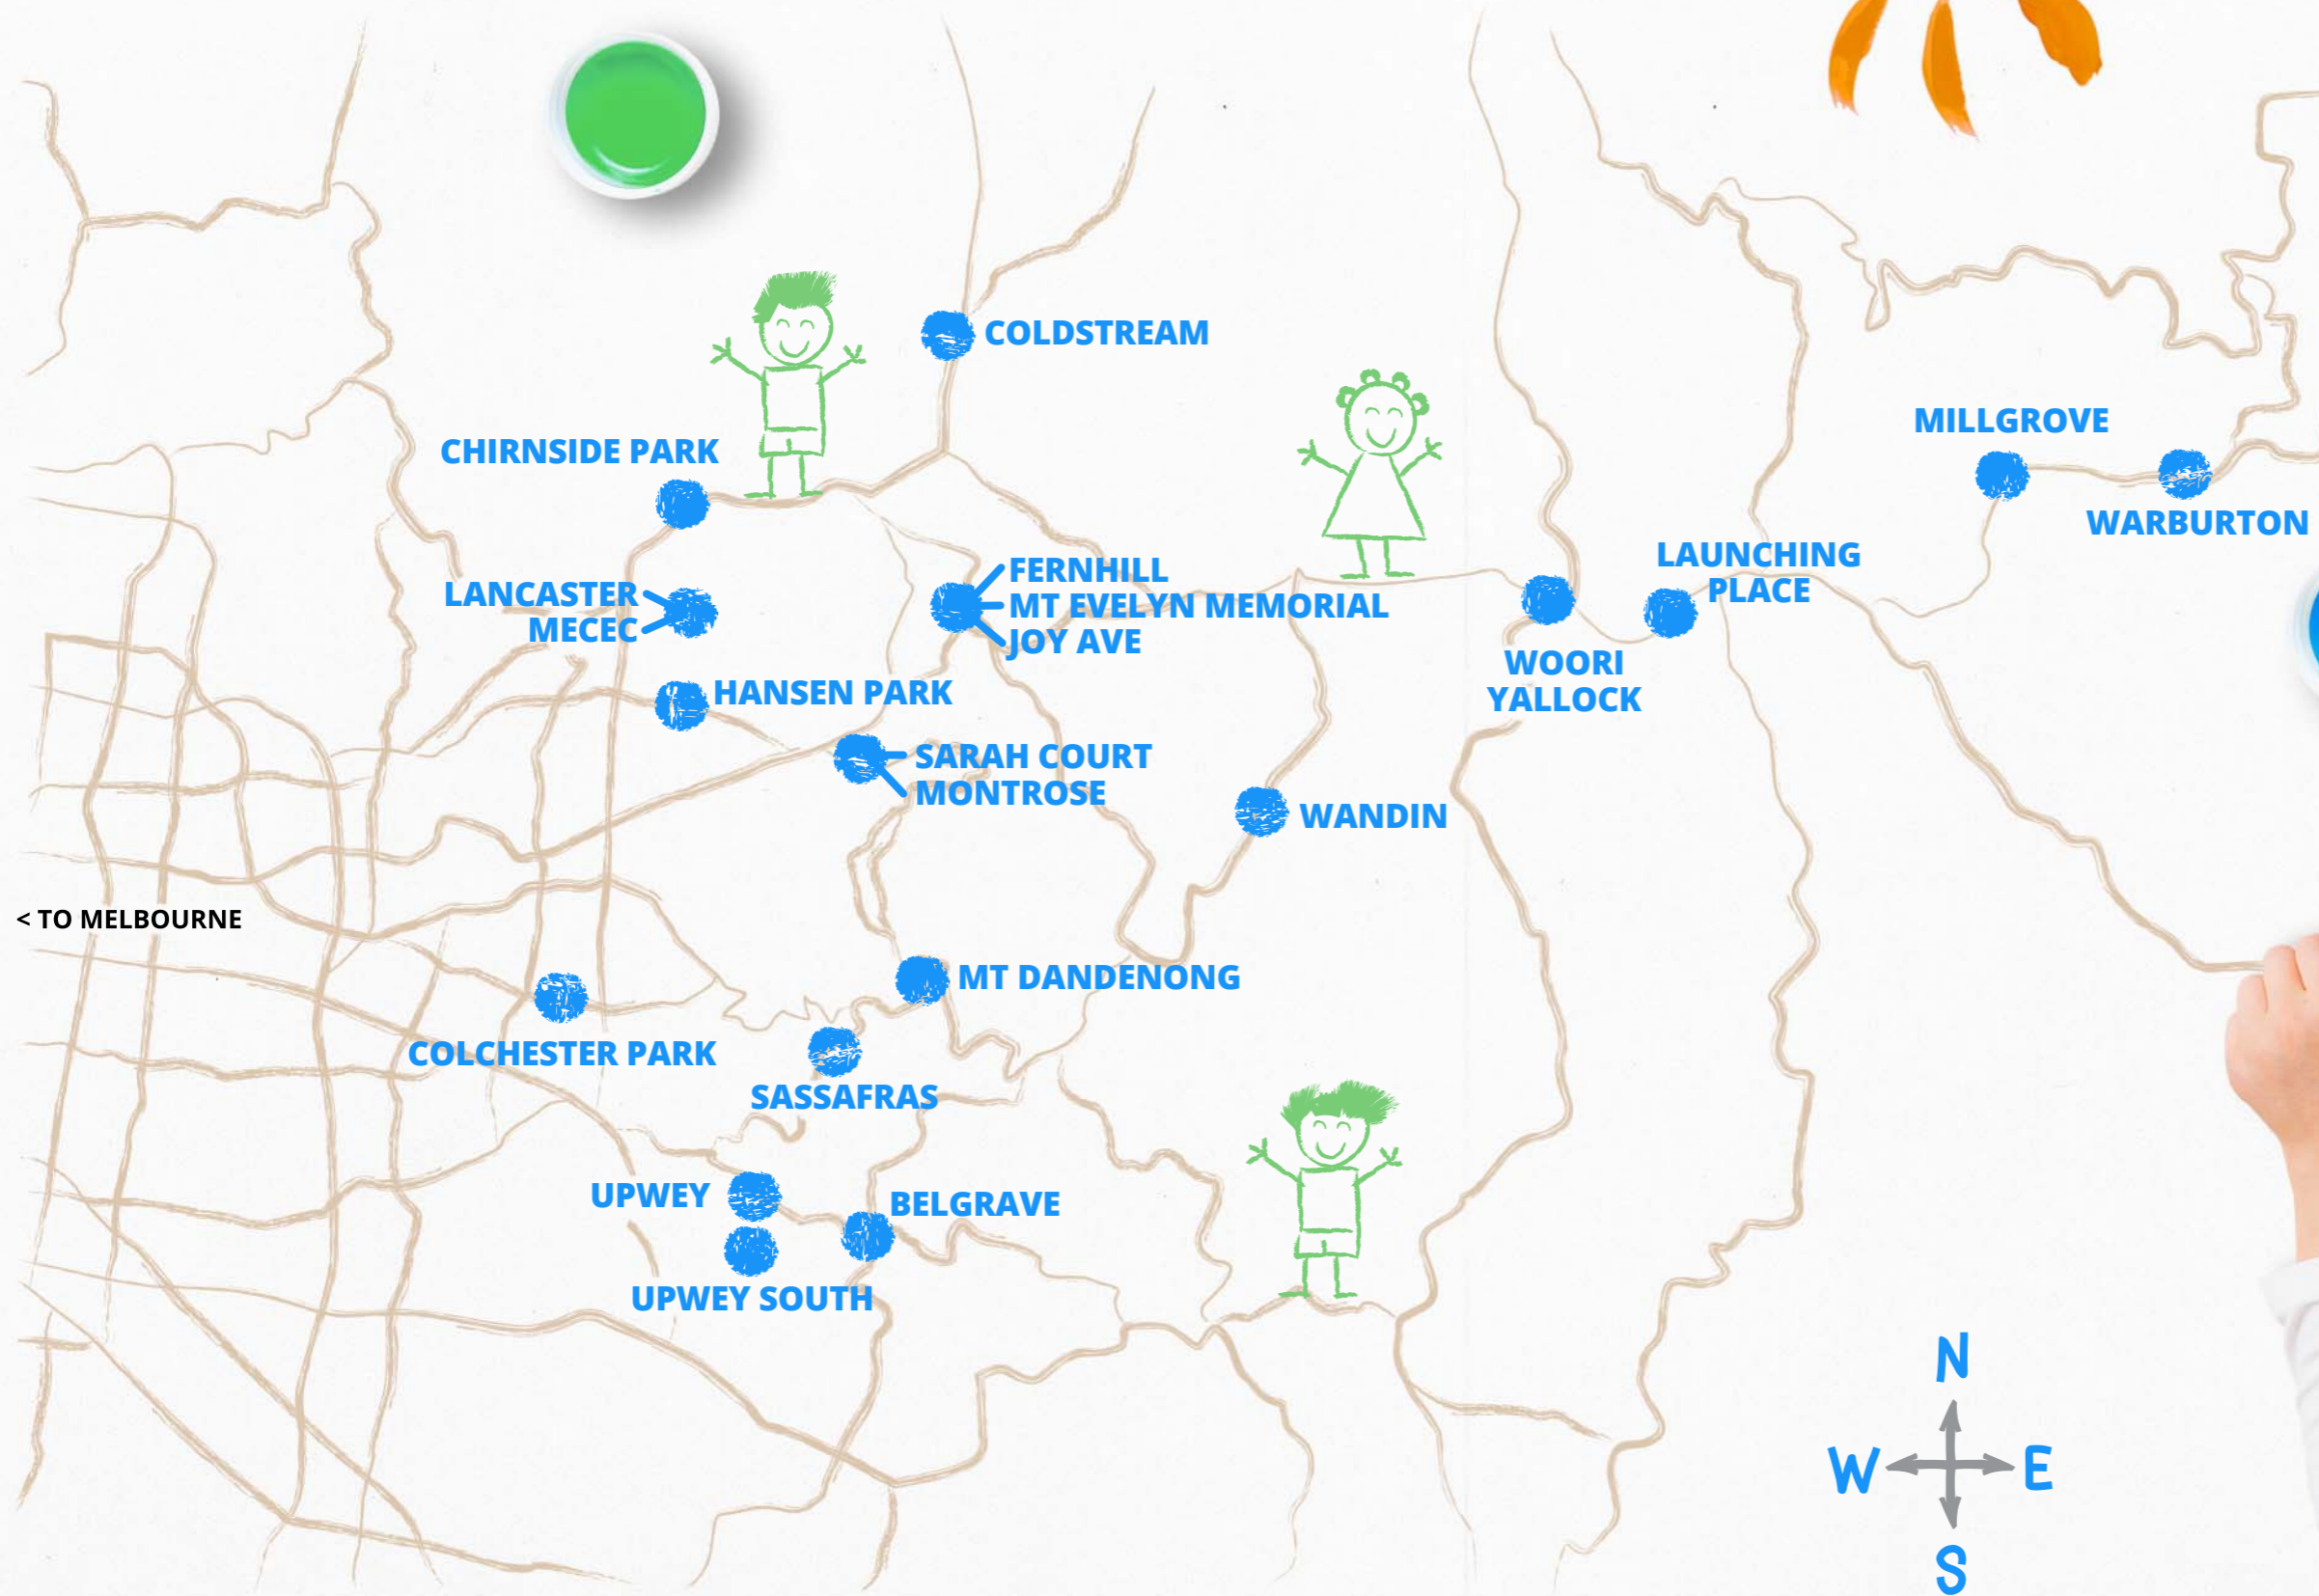 COLDSTREAM
CHIRNSIDE PARK
MILLGROVE
WARBURTON
LAUNCHING
PLACE
FERNHILL
MT EVELYN MEMORIAL
JOY AVE
LANCASTER
MECEC
WOORI
YALLOCK
HANSEN PARK
SARAH COURT
MONTROSE
WANDIN
< TO MELBOURNE
MT DANDENONG
COLCHESTER PARK
SASSAFRAS
UPWEY
BELGRAVE
UPWEY SOUTH
N
W E
S